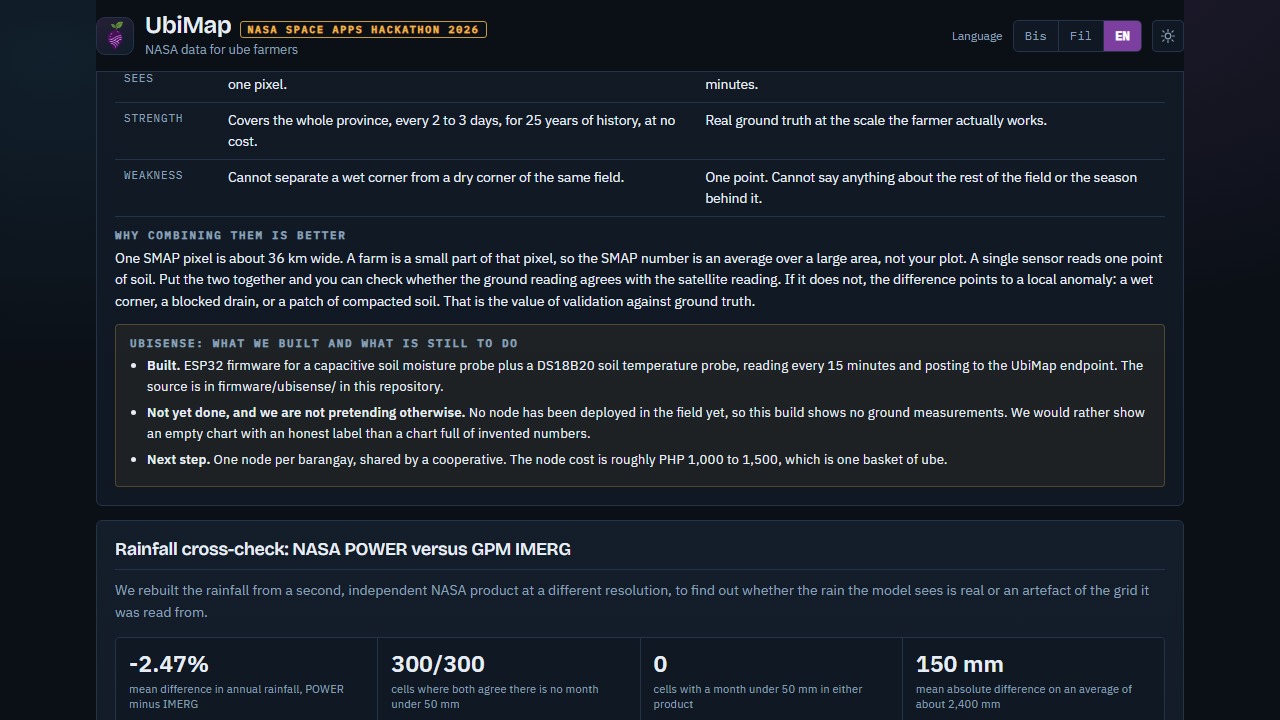 UbiMap NASA SPACE APPS HACKATHON 2026
NASA data for ube farmers
Language Bis Fil EN
SEES one pixel. minutes.
STRENGTH Covers the whole province, every 2 to 3 days, for 25 years of history, at no Real ground truth at the scale the farmer actually works.
cost.
WEAKNESS Cannot separate a wet corner from a dry corner of the same field. One point. Cannot say anything about the rest of the field or the season
behind it.
WHY COMBINING THEM IS BETTER
One SMAP pixel is about 36 km wide. A farm is a small part of that pixel, so the SMAP number is an average over a large area, not your plot. A single sensor reads one point
of soil. Put the two together and you can check whether the ground reading agrees with the satellite reading. If it does not, the difference points to a local anomaly: a wet
corner, a blocked drain, or a patch of compacted soil. That is the value of validation against ground truth.
UBISENSE: WHAT WE BUILT AND WHAT IS STILL TO DO
• Built. ESP32 firmware for a capacitive soil moisture probe plus a DS18B20 soil temperature probe, reading every 15 minutes and posting to the UbiMap endpoint. The
source is in firmware/ubisense/ in this repository.
• Not yet done, and we are not pretending otherwise. No node has been deployed in the field yet, so this build shows no ground measurements. We would rather show
an empty chart with an honest label than a chart full of invented numbers.
• Next step. One node per barangay, shared by a cooperative. The node cost is roughly PHP 1,000 to 1,500, which is one basket of ube.
Rainfall cross-check: NASA POWER versus GPM IMERG
We rebuilt the rainfall from a second, independent NASA product at a different resolution, to find out whether the rain the model sees is real or an artefact of the grid it
was read from.
-2.47%
mean difference in annual rainfall, POWER
minus IMERG
300/300
cells where both agree there is no month
under 50 mm
0
cells with a month under 50 mm in either
product
150 mm
mean absolute difference on an average of
about 2,400 mm